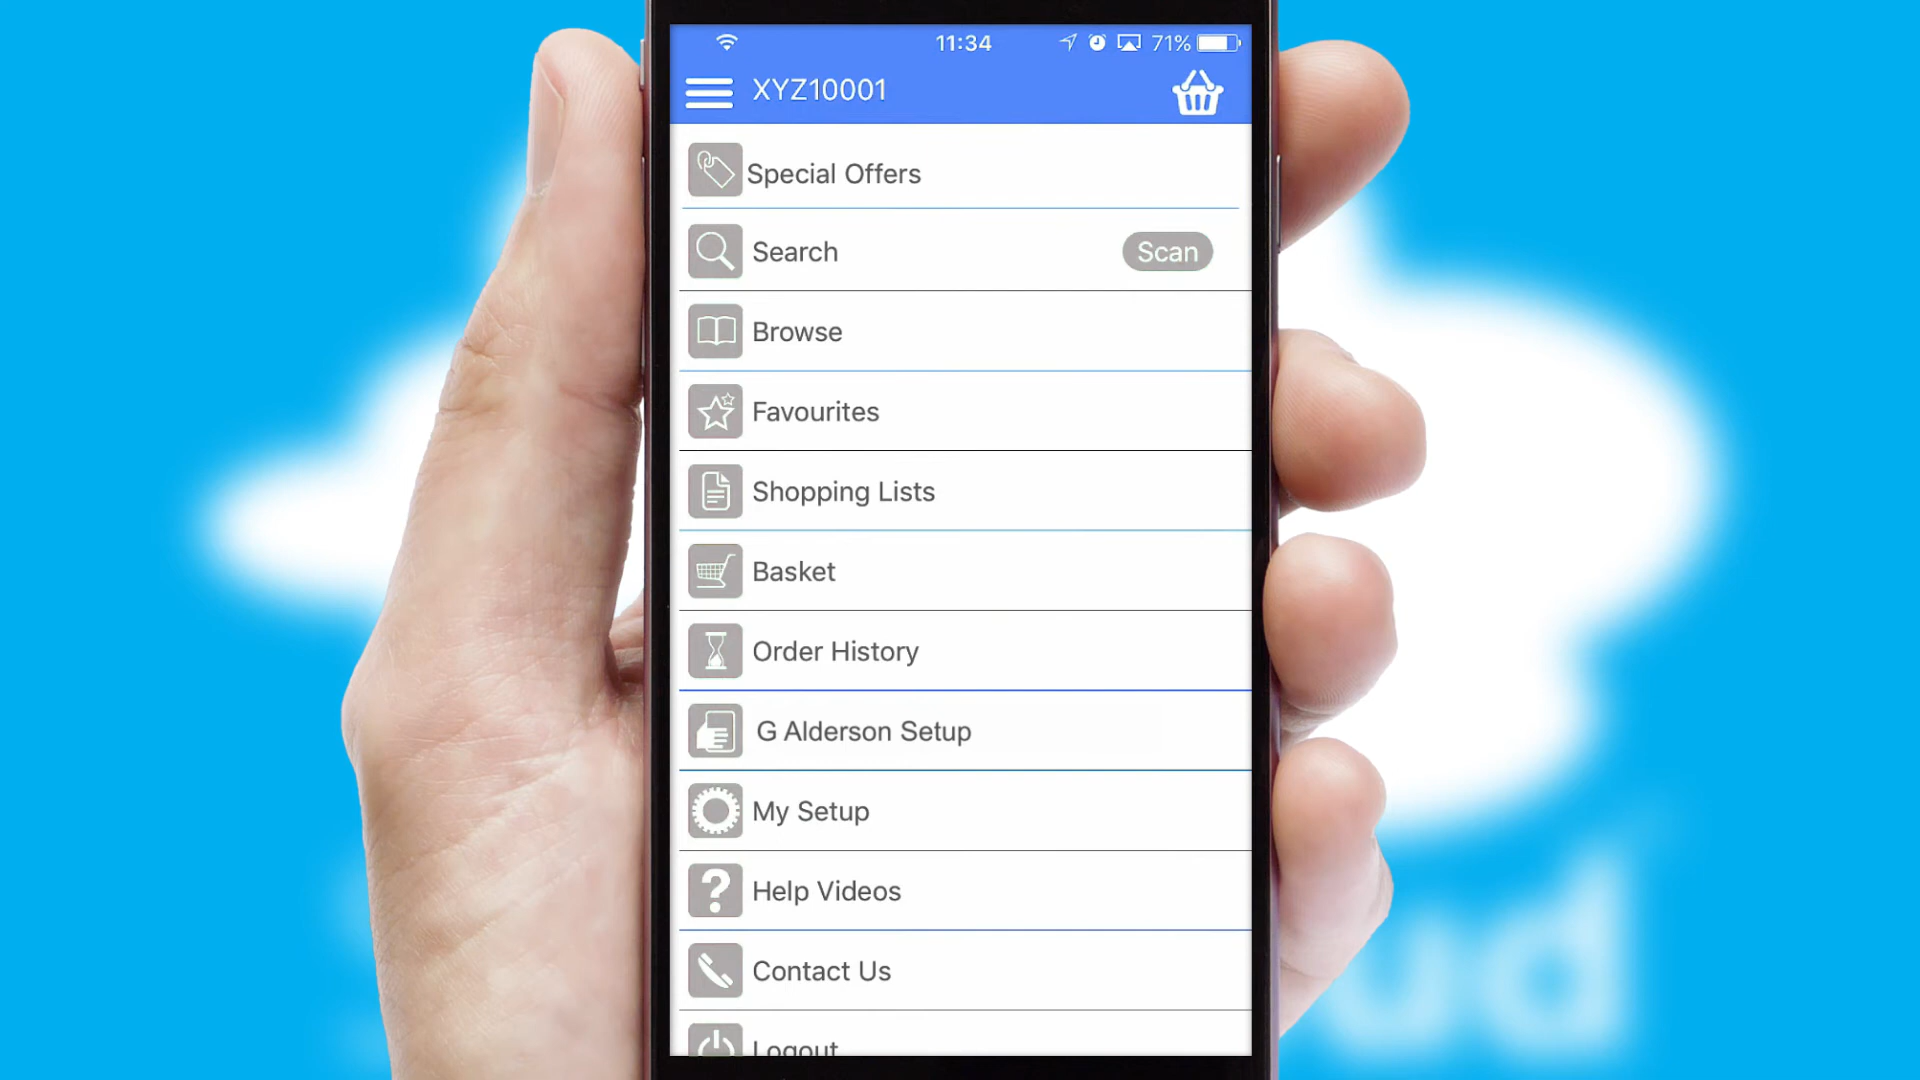 11:34 71%
XYZ10001
Special Offers
Search Scan
Browse
Favourites
Shopping Lists
Basket
Order History
G Alderson Setup
My Setup
Help Videos
Contact Us
Logout
ud